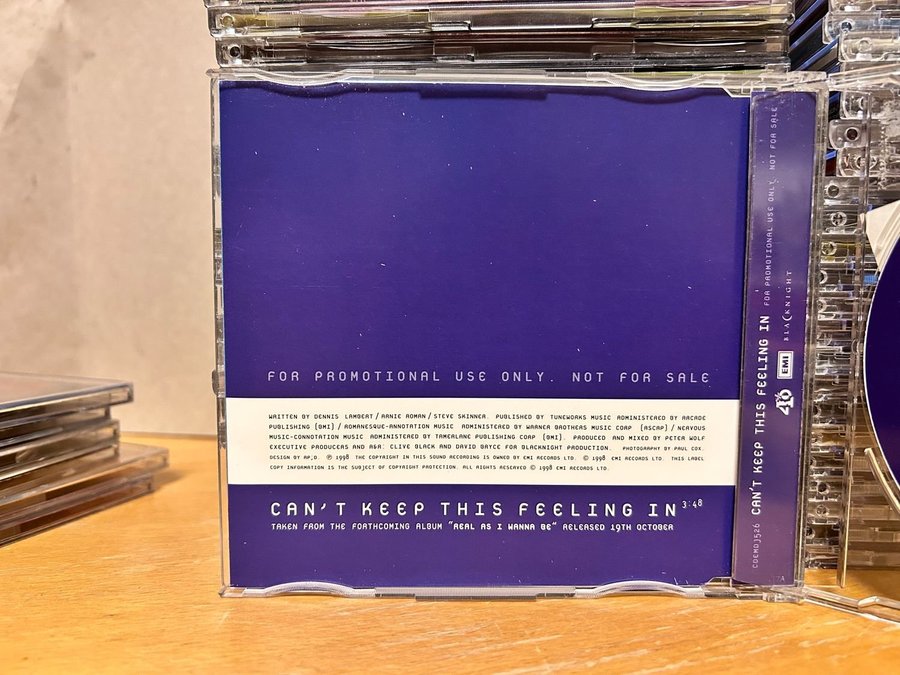 FOR PROMOTIONAL USE ONLY. NOT FOR SALE
WRITTEN BY DENNIS LAMBERT/ARNIE ROMAN/STEVE SKINNER. PUBLISHED BY TUNEWORKS MUSIC ADMINISTERED BY ARCADE
PUBLISHING [BMI]/ROMANESQUE-ANNOTATION MUSIC ADMINISTERED BY WARNER BROTHERS MUSIC CORP [ASCAP]/NERVOUS
MUSIC-CONNOTATION MUSIC ADMINISTERED BY TAMERLANE PUBLISHING CORP [BMI]. PRODUCED AND MIXED BY PETER WOLF
EXECUTIVE PRODUCERS AND A&R: CLIVE BLACK AND DAVID BRYCE FOR BLACKNIGHT PRODUCTION. PHOTOGRAPHY BY PAUL COX.
DESIGN BY AP;D. ℗ 1998 THE COPYRIGHT IN THIS SOUND RECORDING IS OWNED BY EMI RECORDS LTD. © 1998 EMI RECORDS LTD. THIS LABEL
COPY INFORMATION IS THE SUBJECT OF COPYRIGHT PROTECTION. ALL RIGHTS RESERVED © 1998 EMI RECORDS LTD.
CAN'T KEEP THIS FEELING IN 3:48
TAKEN FROM THE FORTHCOMING ALBUM "REAL AS I WANNA BE" RELEASED 19TH OCTOBER
CDEMDJ526 CAN'T KEEP THIS FEELING IN FOR PROMOTIONAL USE ONLY. NOT FOR SALE
40 EMI BLACKNIGHT